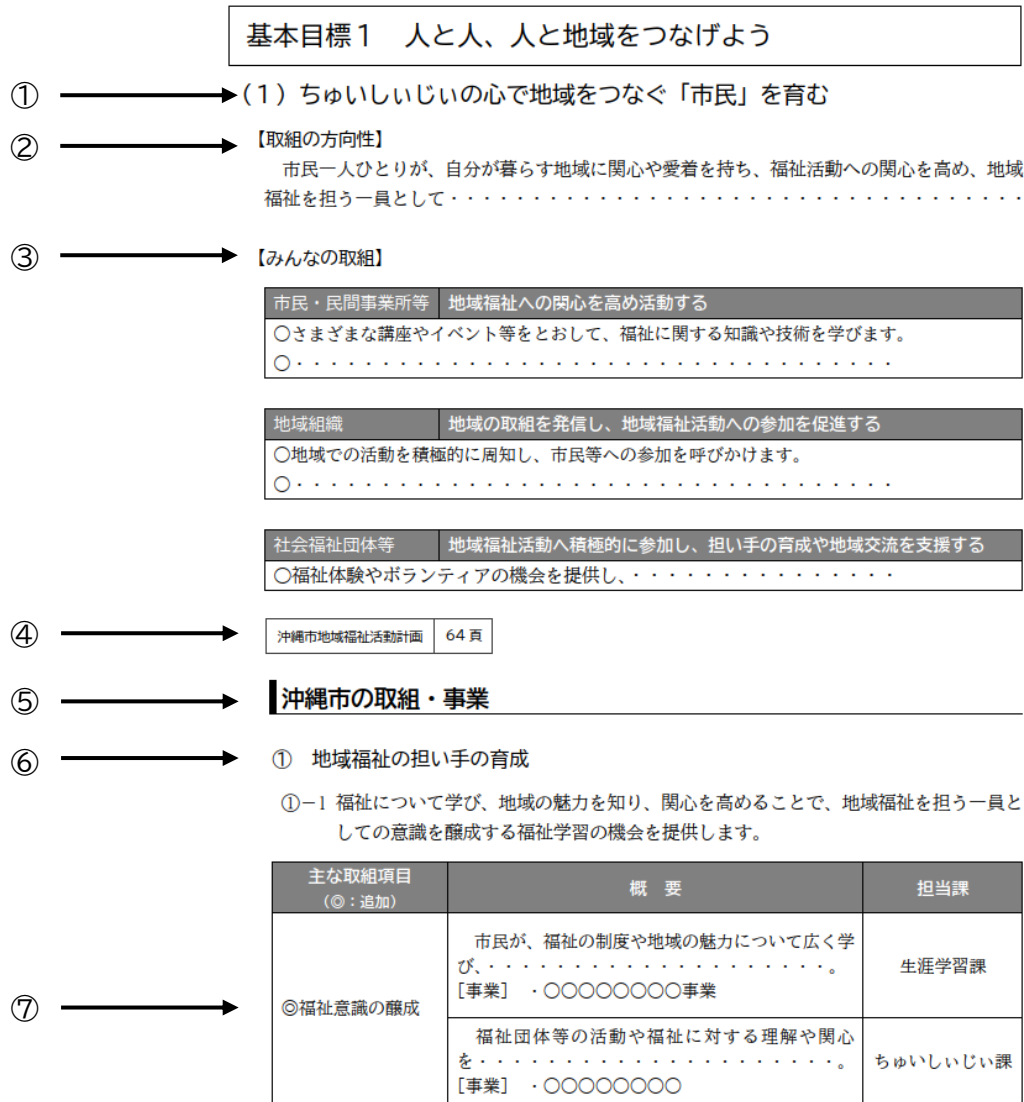 基本目標１　人と人、人と地域をつなげよう
① （１）ちゅいしぃじぃの心で地域をつなぐ「市民」を育む
② 【取組の方向性】
市民一人ひとりが、自分が暮らす地域に関心や愛着を持ち、福祉活動への関心を高め、地域
福祉を担う一員として・・・・・・・・・・・・・・・・・・・・・・・・・・・・・・・・・・
③ 【みんなの取組】
市民・民間事業所等　地域福祉への関心を高め活動する
○さまざまな講座やイベント等をとおして、福祉に関する知識や技術を学びます。
○・・・・・・・・・・・・・・・・・・・・・・・・・・・・・・・・・・・
地域組織　地域の取組を発信し、地域福祉活動への参加を促進する
○地域での活動を積極的に周知し、市民等への参加を呼びかけます。
○・・・・・・・・・・・・・・・・・・・・・・・・・・・・・・・・・・・
社会福祉団体等　地域福祉活動へ積極的に参加し、担い手の育成や地域交流を支援する
○福祉体験やボランティアの機会を提供し、・・・・・・・・・・・・・・・
④ 沖縄市地域福祉活動計画　64 頁
⑤ 沖縄市の取組・事業
⑥ ①　地域福祉の担い手の育成
①－1 福祉について学び、地域の魅力を知り、関心を高めることで、地域福祉を担う一員と
しての意識を醸成する福祉学習の機会を提供します。
主な取組項目
（◎：追加）
概　要
担当課
⑦ ◎福祉意識の醸成
市民が、福祉の制度や地域の魅力について広く学
び、・・・・・・・・・・・・・・・・・・・・。
［事業］　・○○○○○○○○事業
生涯学習課
福祉団体等の活動や福祉に対する理解や関心
を・・・・・・・・・・・・・・・・・・・・・。
［事業］　・○○○○○○○○
ちゅいしぃじぃ課